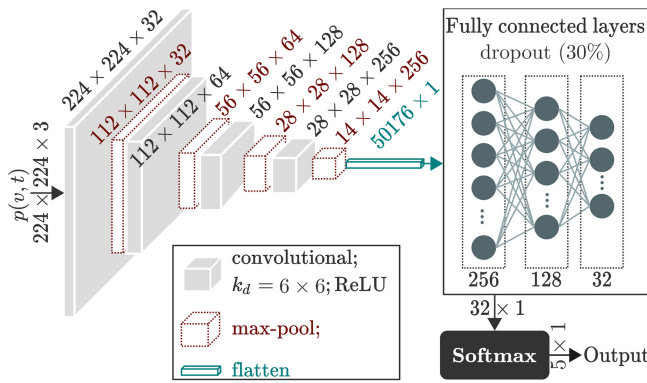 p(v, t)
224 × 224 × 3
224 × 224 × 32
112 × 112 × 32
112 × 112 × 64
56 × 56 × 64
56 × 56 × 128
28 × 28 × 128
28 × 28 × 256
14 × 14 × 256
50176 × 1
Fully connected layers
dropout (30%)
256 128 32
32 × 1
Softmax
5 × 1
Output
convolutional;
k_d = 6 × 6; ReLU
max-pool;
flatten